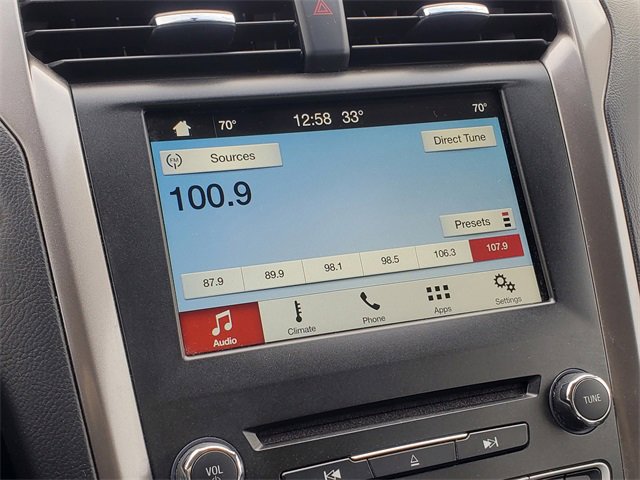 70° 12:58 33° 70°
FM Sources Direct Tune
100.9
Presets
87.9 89.9 98.1 98.5 106.3 107.9
Audio Climate Phone Apps Settings
VOL TUNE